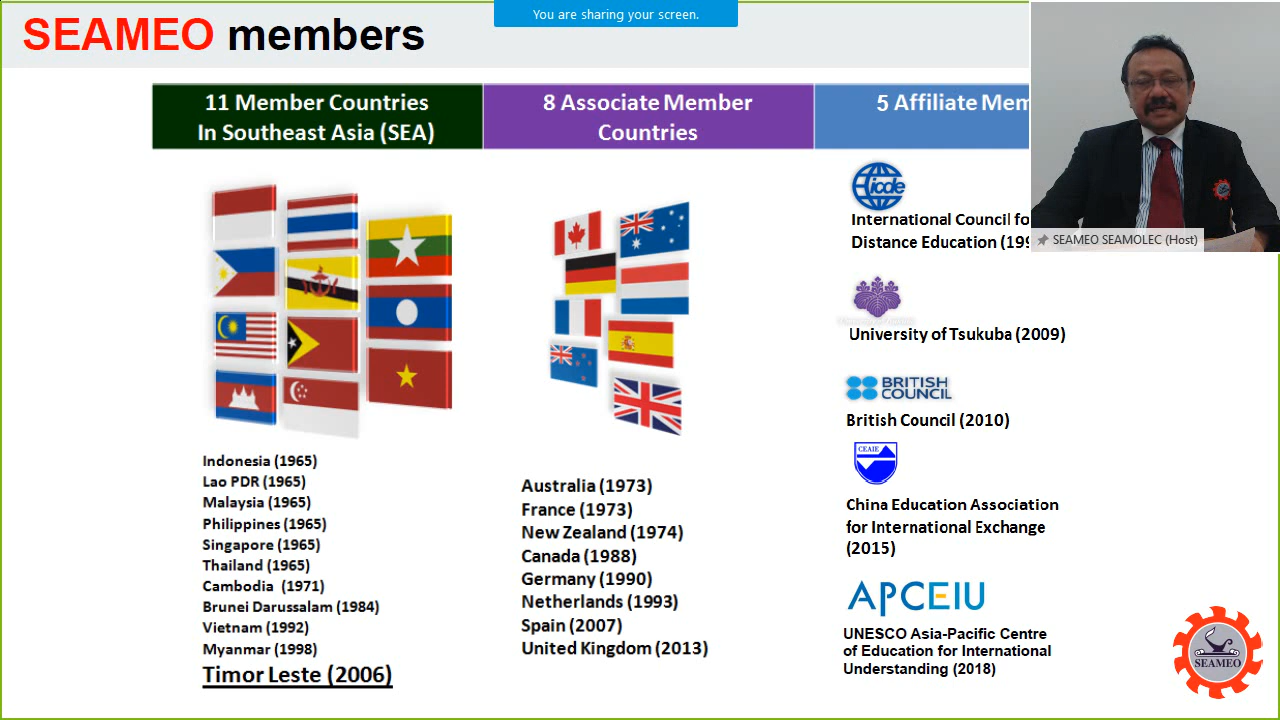 You are sharing your screen.
SEAMEO members
11 Member Countries
In Southeast Asia (SEA)
8 Associate Member
Countries
5 Affiliate Mem
Indonesia (1965)
Lao PDR (1965)
Malaysia (1965)
Philippines (1965)
Singapore (1965)
Thailand (1965)
Cambodia (1971)
Brunei Darussalam (1984)
Vietnam (1992)
Myanmar (1998)
Timor Leste (2006)
Australia (1973)
France (1973)
New Zealand (1974)
Canada (1988)
Germany (1990)
Netherlands (1993)
Spain (2007)
United Kingdom (2013)
icde
International Council fo
Distance Education (199
University of Tsukuba (2009)
BRITISH
COUNCIL
British Council (2010)
CEAIE
China Education Association
for International Exchange
(2015)
APCEIU
UNESCO Asia-Pacific Centre
of Education for International
Understanding (2018)
SEAMEO SEAMOLEC (Host)
SEAMEO